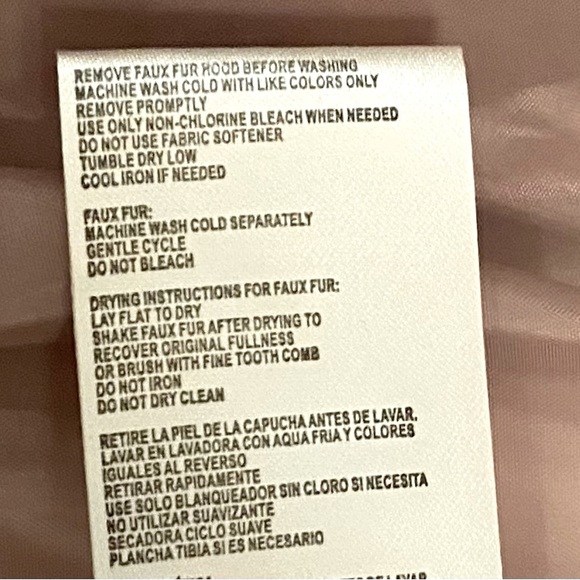 REMOVE FAUX FUR HOOD BEFORE WASHING
MACHINE WASH COLD WITH LIKE COLORS ONLY
REMOVE PROMPTLY
USE ONLY NON-CHLORINE BLEACH WHEN NEEDED
DO NOT USE FABRIC SOFTENER
TUMBLE DRY LOW
COOL IRON IF NEEDED
FAUX FUR:
MACHINE WASH COLD SEPARATELY
GENTLE CYCLE
DO NOT BLEACH
DRYING INSTRUCTIONS FOR FAUX FUR:
LAY FLAT TO DRY
SHAKE FAUX FUR AFTER DRYING TO
RECOVER ORIGINAL FULLNESS
OR BRUSH WITH FINE TOOTH COMB
DO NOT IRON
DO NOT DRY CLEAN
RETIRE LA PIEL DE LA CAPUCHA ANTES DE LAVAR.
LAVAR EN LAVADORA CON AQUA FRIA Y COLORES
IGUALES AL REVERSO
RETIRAR RAPIDAMENTE
USE SOLO BLANQUEADOR SIN CLORO SI NECESITA
NO UTILIZAR SUAVIZANTE
SECADORA CICLO SUAVE
PLANCHA TIBIA SI ES NECESARIO